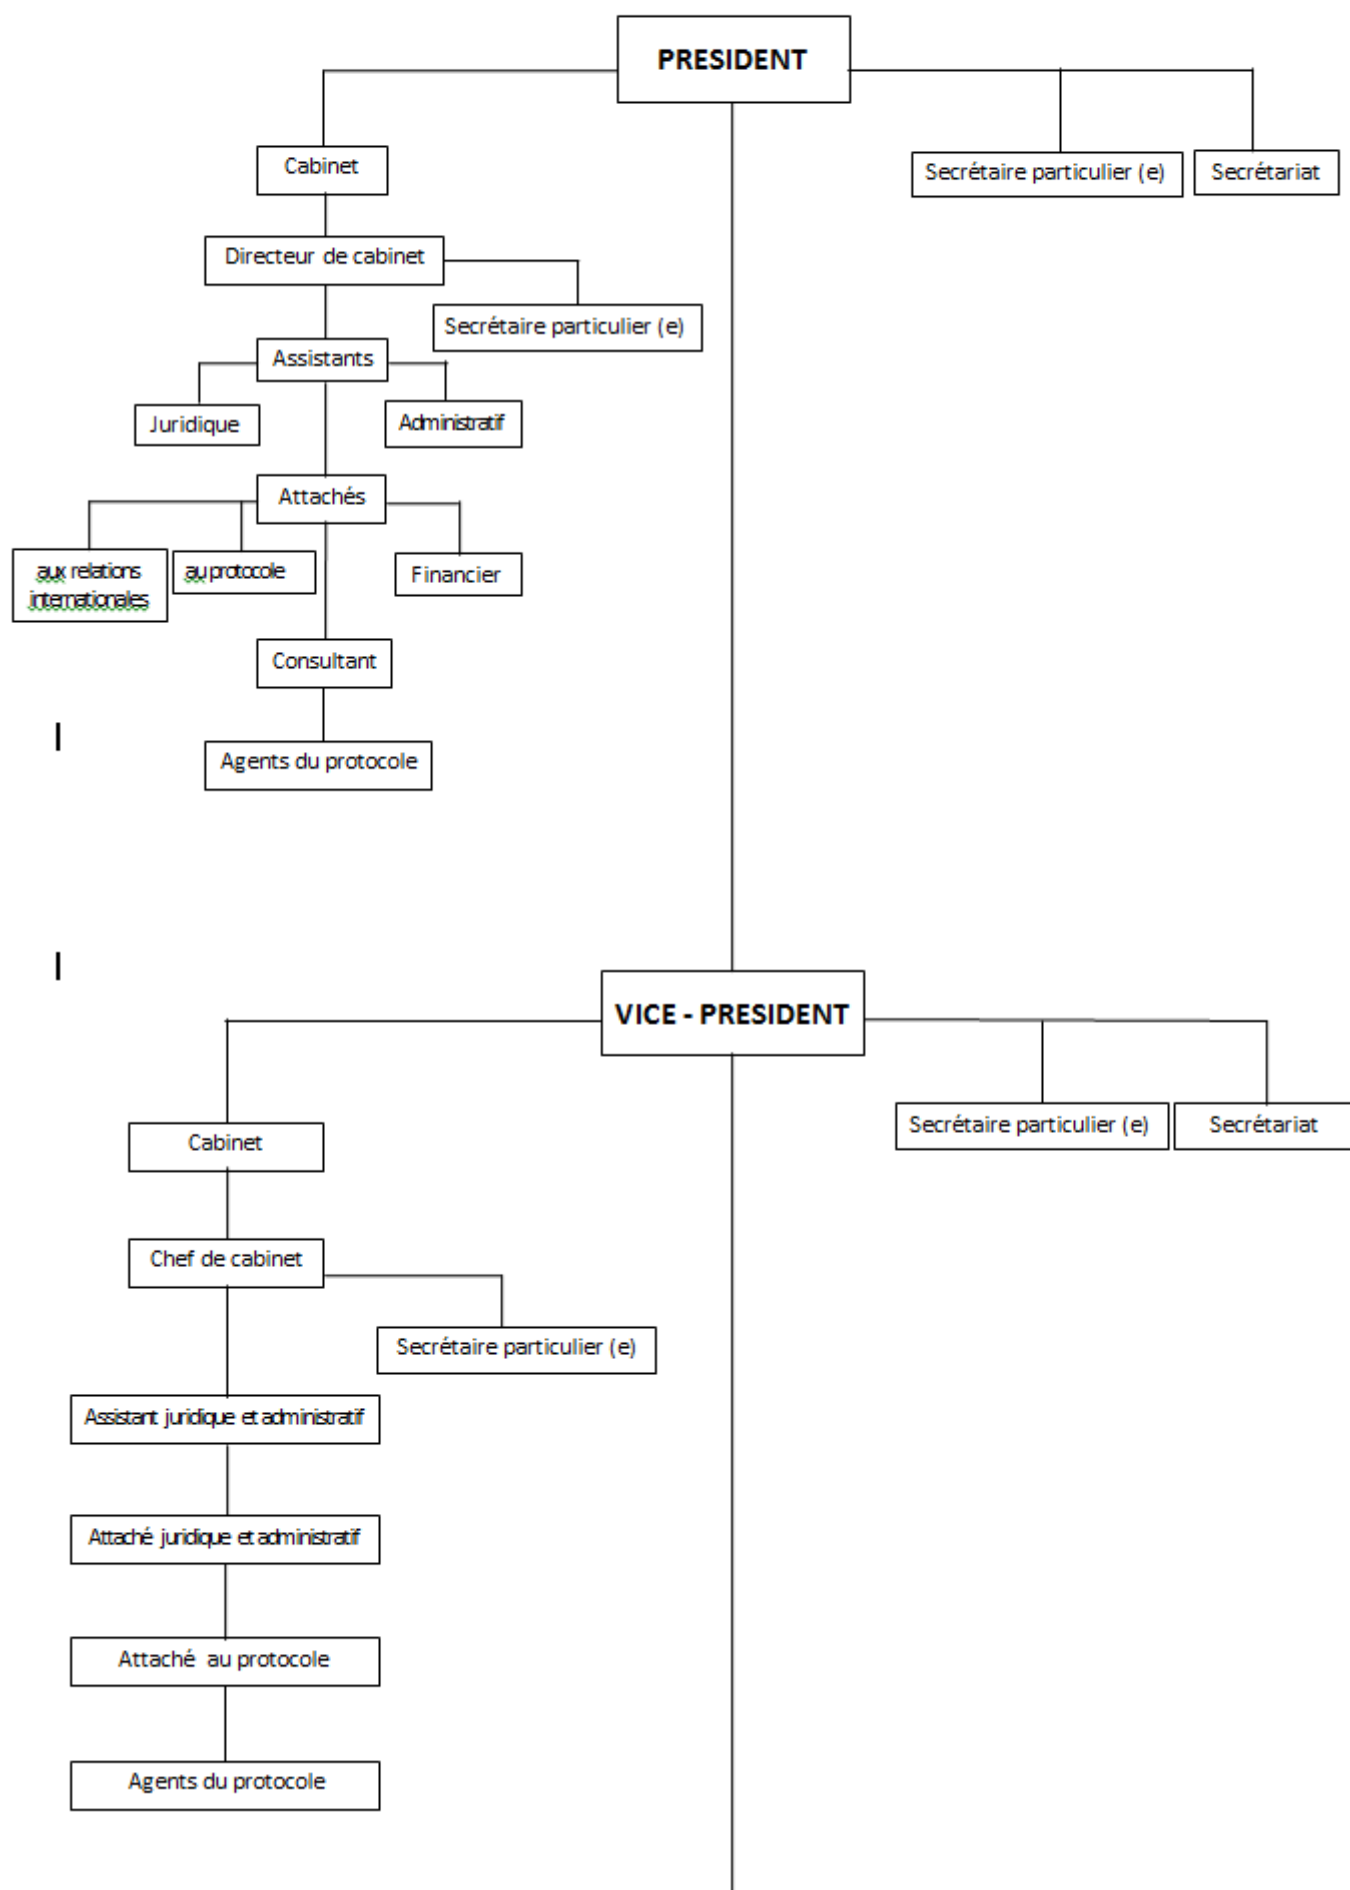 PRESIDENT
Cabinet
Secrétaire particulier (e)
Secrétariat
Directeur de cabinet
Secrétaire particulier (e)
Assistants
Juridique
Administratif
Attachés
aux relations
internationales
au protocole
Financier
Consultant
Agents du protocole
VICE - PRESIDENT
Secrétaire particulier (e)
Secrétariat
Cabinet
Chef de cabinet
Secrétaire particulier (e)
Assistant juridique et administratif
Attaché juridique et administratif
Attaché au protocole
Agents du protocole